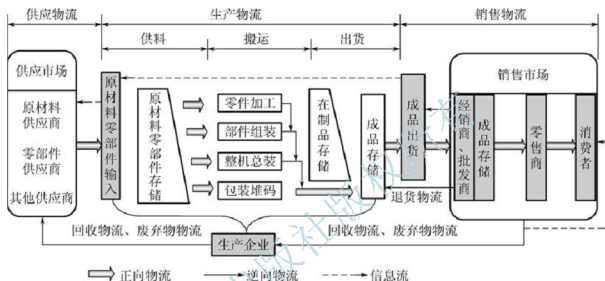 供应物流
生产物流
销售物流
供料
搬运
出货
供应市场
原材料
供应商
零部件
供应商
其他供应商
原材料零部件输入
原材料零部件存储
零件加工
部件组装
整机总装
包装堆码
在制品存储
成品存储
成品出货
销售市场
经销商、批发商
成品存储
零售商
消费者
退货物流
回收物流、废弃物物流
生产企业
回收物流、废弃物物流
正向物流
逆向物流
信息流